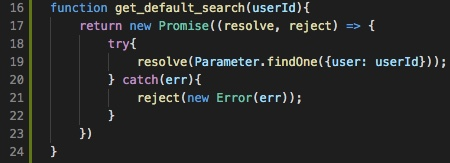 16 function get_default_search(userId){
17 return new Promise((resolve, reject) => {
18 try{
19 resolve(Parameter.findOne({user: userId}));
20 } catch(err){
21 reject(new Error(err));
22 }
23 })
24 }